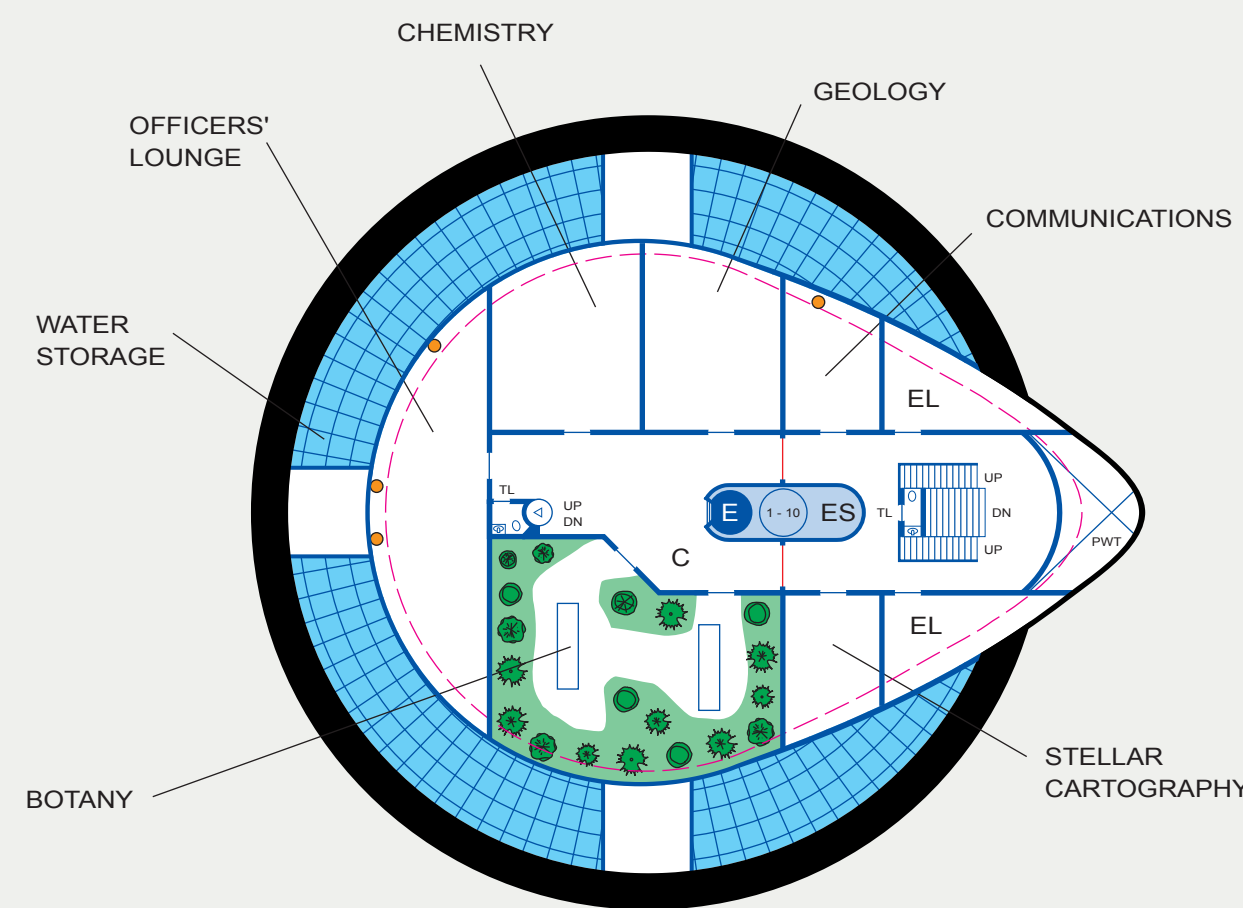 CHEMISTRY
GEOLOGY
OFFICERS'
LOUNGE
COMMUNICATIONS
WATER
STORAGE
EL
TL
UP
DN
E
1 - 10
ES
TL
UP
DN
UP
PWT
C
EL
STELLAR
CARTOGRAPHY
BOTANY